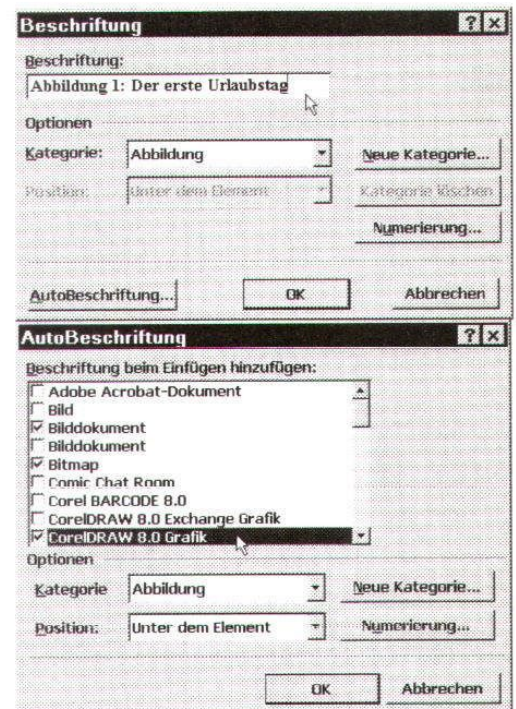 Beschriftung
Beschriftung:
Abbildung 1: Der erste Urlaubstag
Optionen
Kategorie: Abbildung Neue Kategorie...
Position: Unter dem Element Kategorie löschen
Numerierung...
AutoBeschriftung... OK Abbrechen
AutoBeschriftung
Beschriftung beim Einfügen hinzufügen:
Adobe Acrobat-Dokument
Bild
Bilddokument
Bilddokument
Bitmap
Comic Chat Room
Corel BARCODE 8.0
CorelDRAW 8.0 Exchange Grafik
CorelDRAW 8.0 Grafik
Optionen
Kategorie Abbildung Neue Kategorie...
Position: Unter dem Element Numerierung...
OK Abbrechen